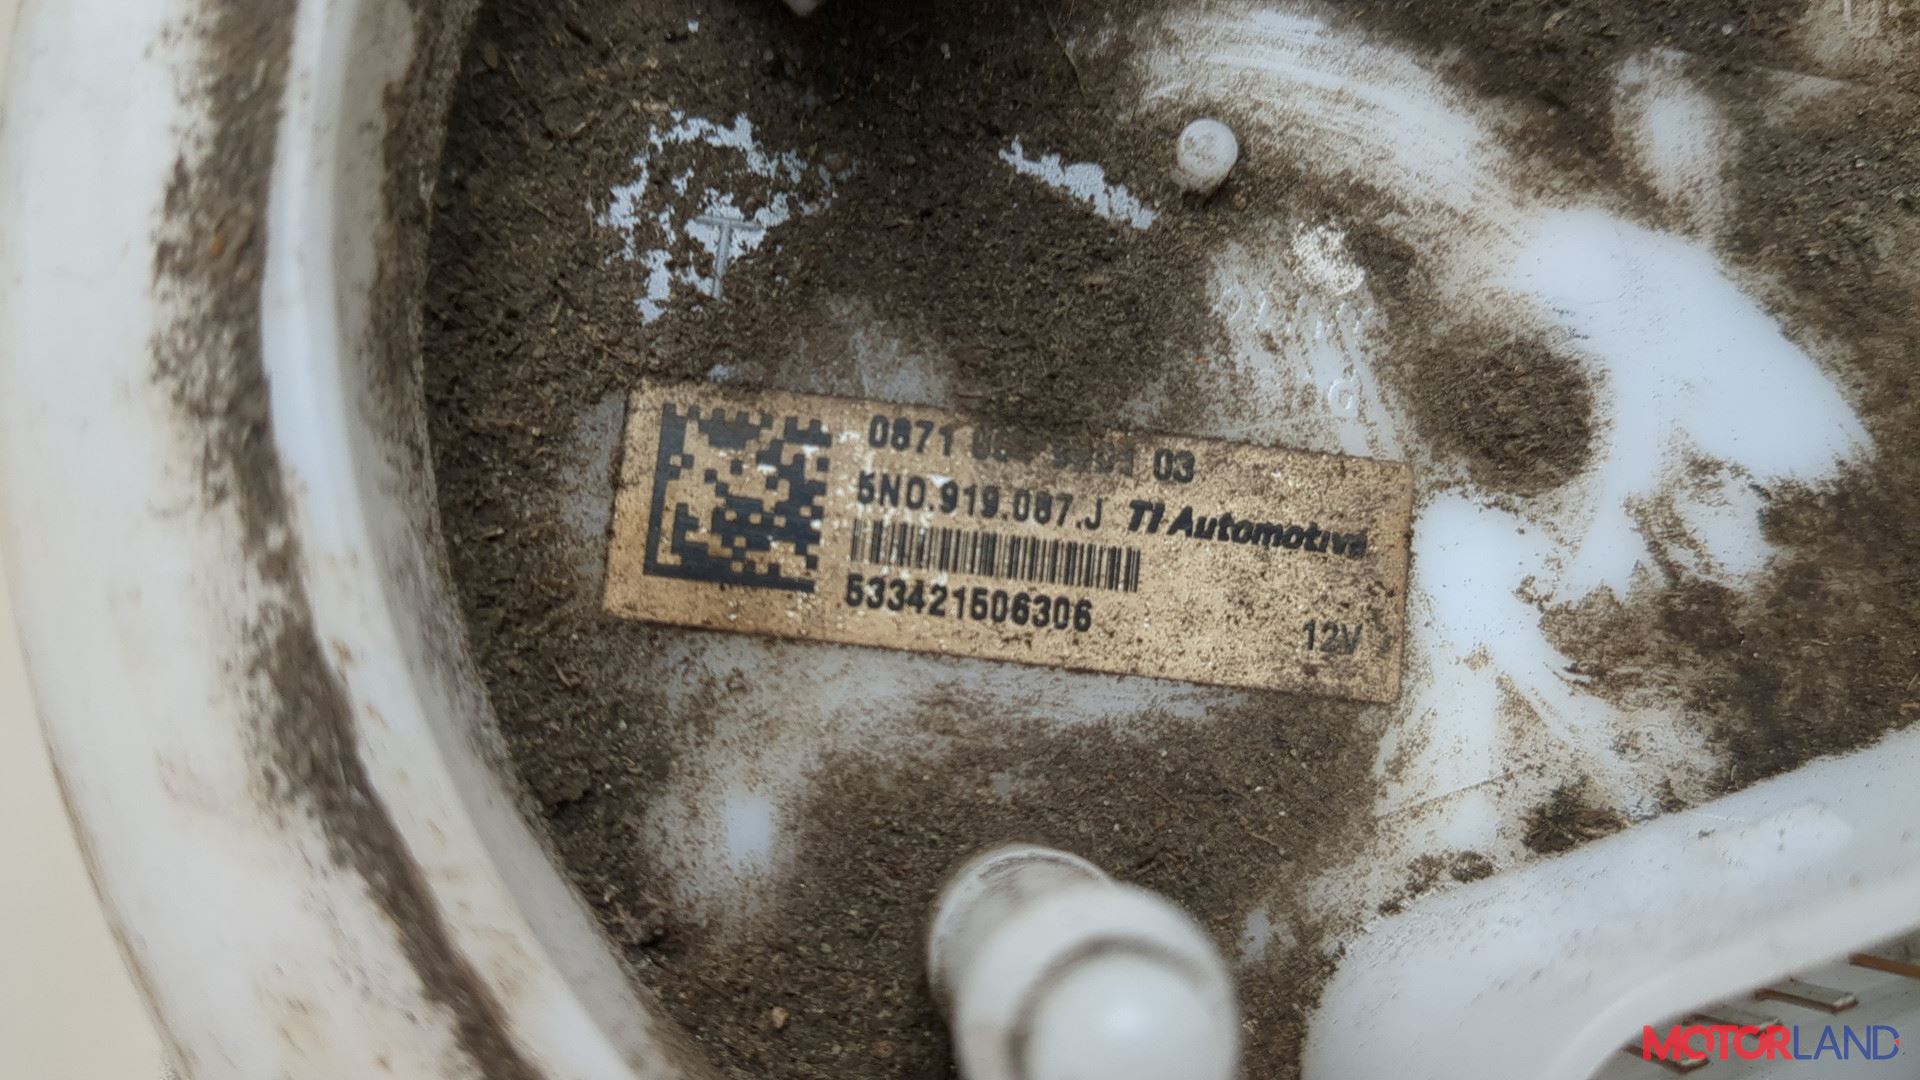 T
0871 03
5N0.919.087.J TI Automotive
533421506306
12V
MOTORLAND